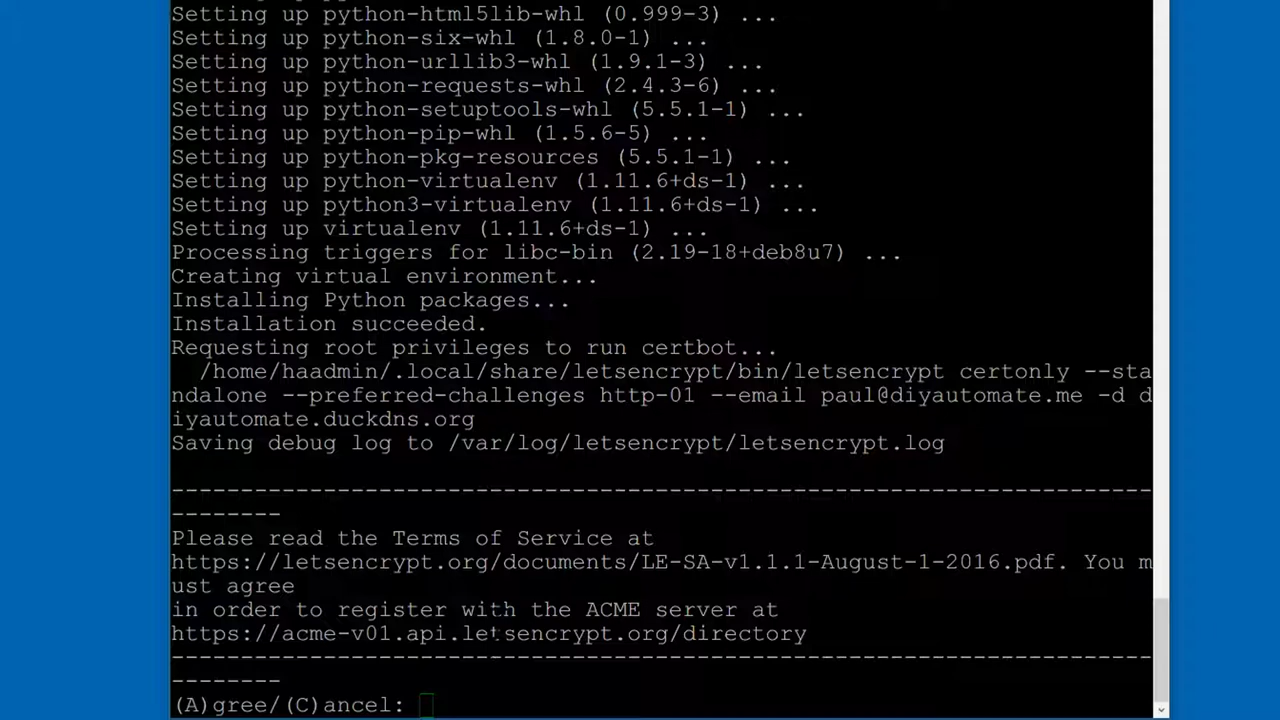 Setting up python-html5lib-whl (0.999-3) ...
Setting up python-six-whl (1.8.0-1) ...
Setting up python-urllib3-whl (1.9.1-3) ...
Setting up python-requests-whl (2.4.3-6) ...
Setting up python-setuptools-whl (5.5.1-1) ...
Setting up python-pip-whl (1.5.6-5) ...
Setting up python-pkg-resources (5.5.1-1) ...
Setting up python-virtualenv (1.11.6+ds-1) ...
Setting up python3-virtualenv (1.11.6+ds-1) ...
Setting up virtualenv (1.11.6+ds-1) ...
Processing triggers for libc-bin (2.19-18+deb8u7) ...
Creating virtual environment...
Installing Python packages...
Installation succeeded.
Requesting root privileges to run certbot...
  /home/haadmin/.local/share/letsencrypt/bin/letsencrypt certonly --sta
ndalone --preferred-challenges http-01 --email paul@diyautomate.me -d d
iyautomate.duckdns.org
Saving debug log to /var/log/letsencrypt/letsencrypt.log
-----------------------------------------------------------------------
--------
Please read the Terms of Service at
https://letsencrypt.org/documents/LE-SA-v1.1.1-August-1-2016.pdf. You m
ust agree
in order to register with the ACME server at
https://acme-v01.api.letsencrypt.org/directory
-----------------------------------------------------------------------
--------
(A)gree/(C)ancel: